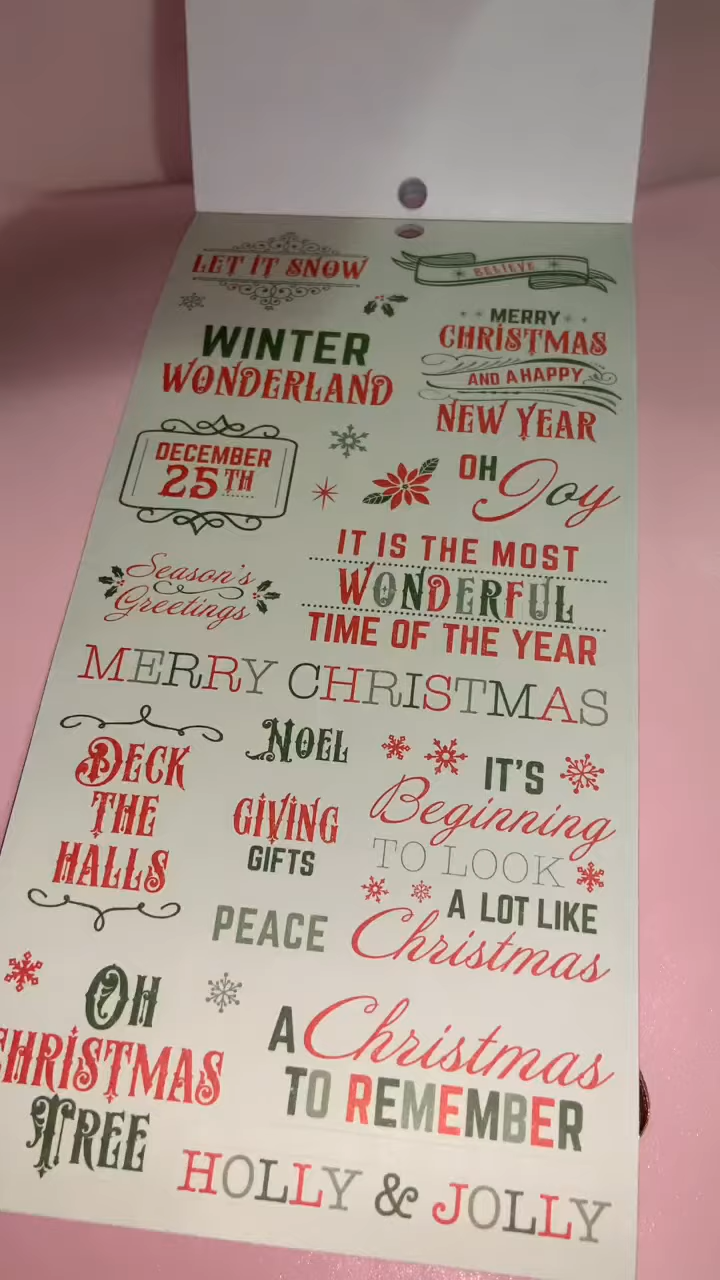 LET IT SNOW
BELIEVE
WINTER
WONDERLAND
MERRY
CHRISTMAS
AND A HAPPY
NEW YEAR
DECEMBER
25TH
OH Joy
IT IS THE MOST
WONDERFUL
TIME OF THE YEAR
Season's
Greetings
MERRY CHRISTMAS
DECK
THE
HALLS
NOEL
GIVING
GIFTS
PEACE
IT'S
Beginning
TO LOOK
A LOT LIKE
Christmas
OH
CHRISTMAS
TREE
A Christmas
TO REMEMBER
HOLLY & JOLLY